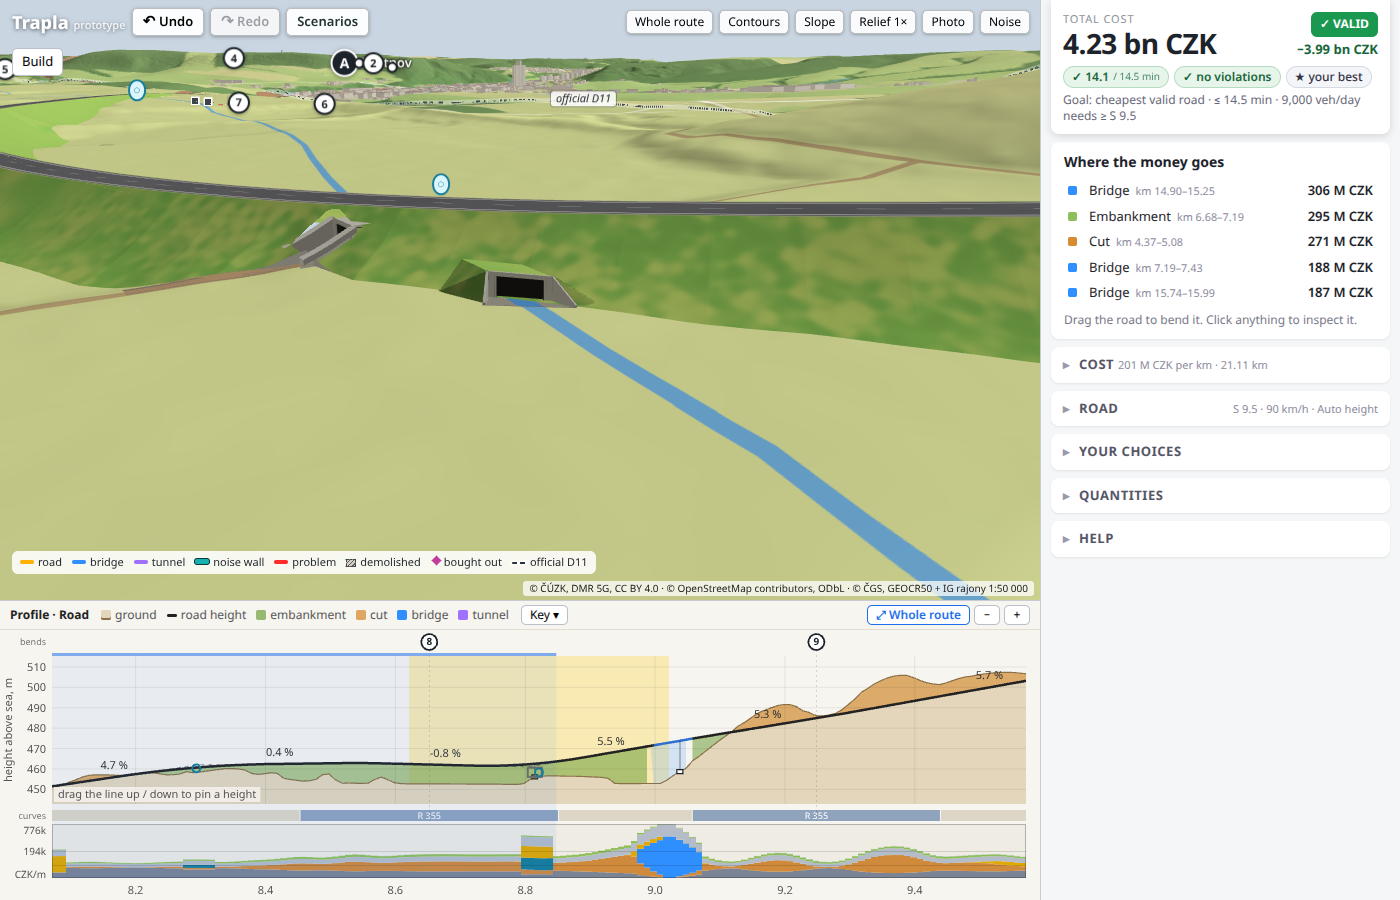 Trapla prototype
↶ Undo
↷ Redo
Scenarios
Whole route
Contours
Slope
Relief 1×
Photo
Noise
Build
5
4
A
2
7
6
official D11
road
bridge
tunnel
noise wall
problem
demolished
bought out
official D11
© ČÚZK, DMR 5G, CC BY 4.0 · © OpenStreetMap contributors, ODbL · © ČGS, GEOCR50 + IG rajony 1:50 000
TOTAL COST
✓ VALID
4.23 bn CZK
−3.99 bn CZK
✓ 14.1 / 14.5 min
✓ no violations
★ your best
Goal: cheapest valid road · ≤ 14.5 min · 9,000 veh/day
needs ≥ S 9.5
Where the money goes
Bridge km 14.90–15.25 306 M CZK
Embankment km 6.68–7.19 295 M CZK
Cut km 4.37–5.08 271 M CZK
Bridge km 7.19–7.43 188 M CZK
Bridge km 15.74–15.99 187 M CZK
Drag the road to bend it. Click anything to inspect it.
▸ COST 201 M CZK per km · 21.11 km
▸ ROAD S 9.5 · 90 km/h · Auto height
▸ YOUR CHOICES
▸ QUANTITIES
▸ HELP
Profile · Road
ground
road height
embankment
cut
bridge
tunnel
Key ▾
⤢ Whole route
−
+
bends
8
9
height above sea, m
510
500
490
480
470
460
450
4.7 %
0.4 %
-0.8 %
5.5 %
5.3 %
5.7 %
drag the line up / down to pin a height
curves
R 355
R 355
776k
194k
CZK/m
8.2
8.4
8.6
8.8
9.0
9.2
9.4